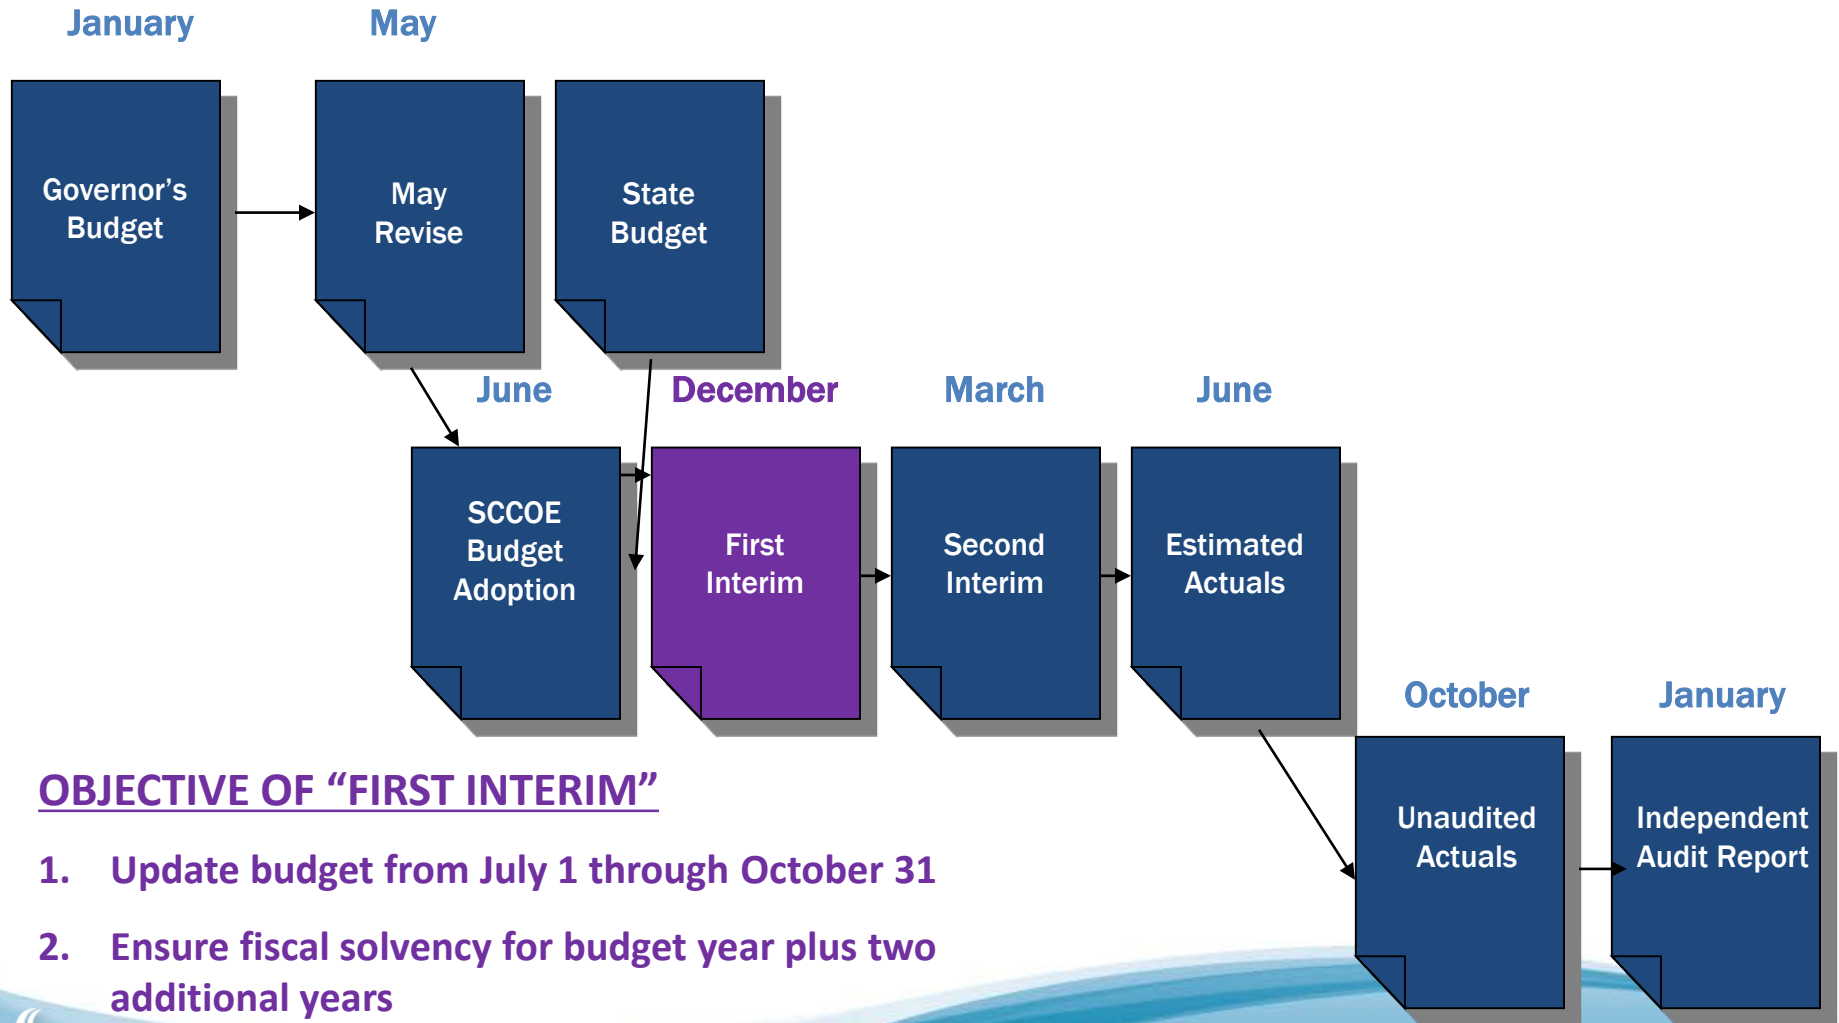 January
May
Governor's
Budget
May
Revise
State
Budget
June
December
March
June
SCCOE
Budget
Adoption
First
Interim
Second
Interim
Estimated
Actuals
October
January
Unaudited
Actuals
Independent
Audit Report
OBJECTIVE OF “FIRST INTERIM”
1. Update budget from July 1 through October 31
2. Ensure fiscal solvency for budget year plus two
additional years